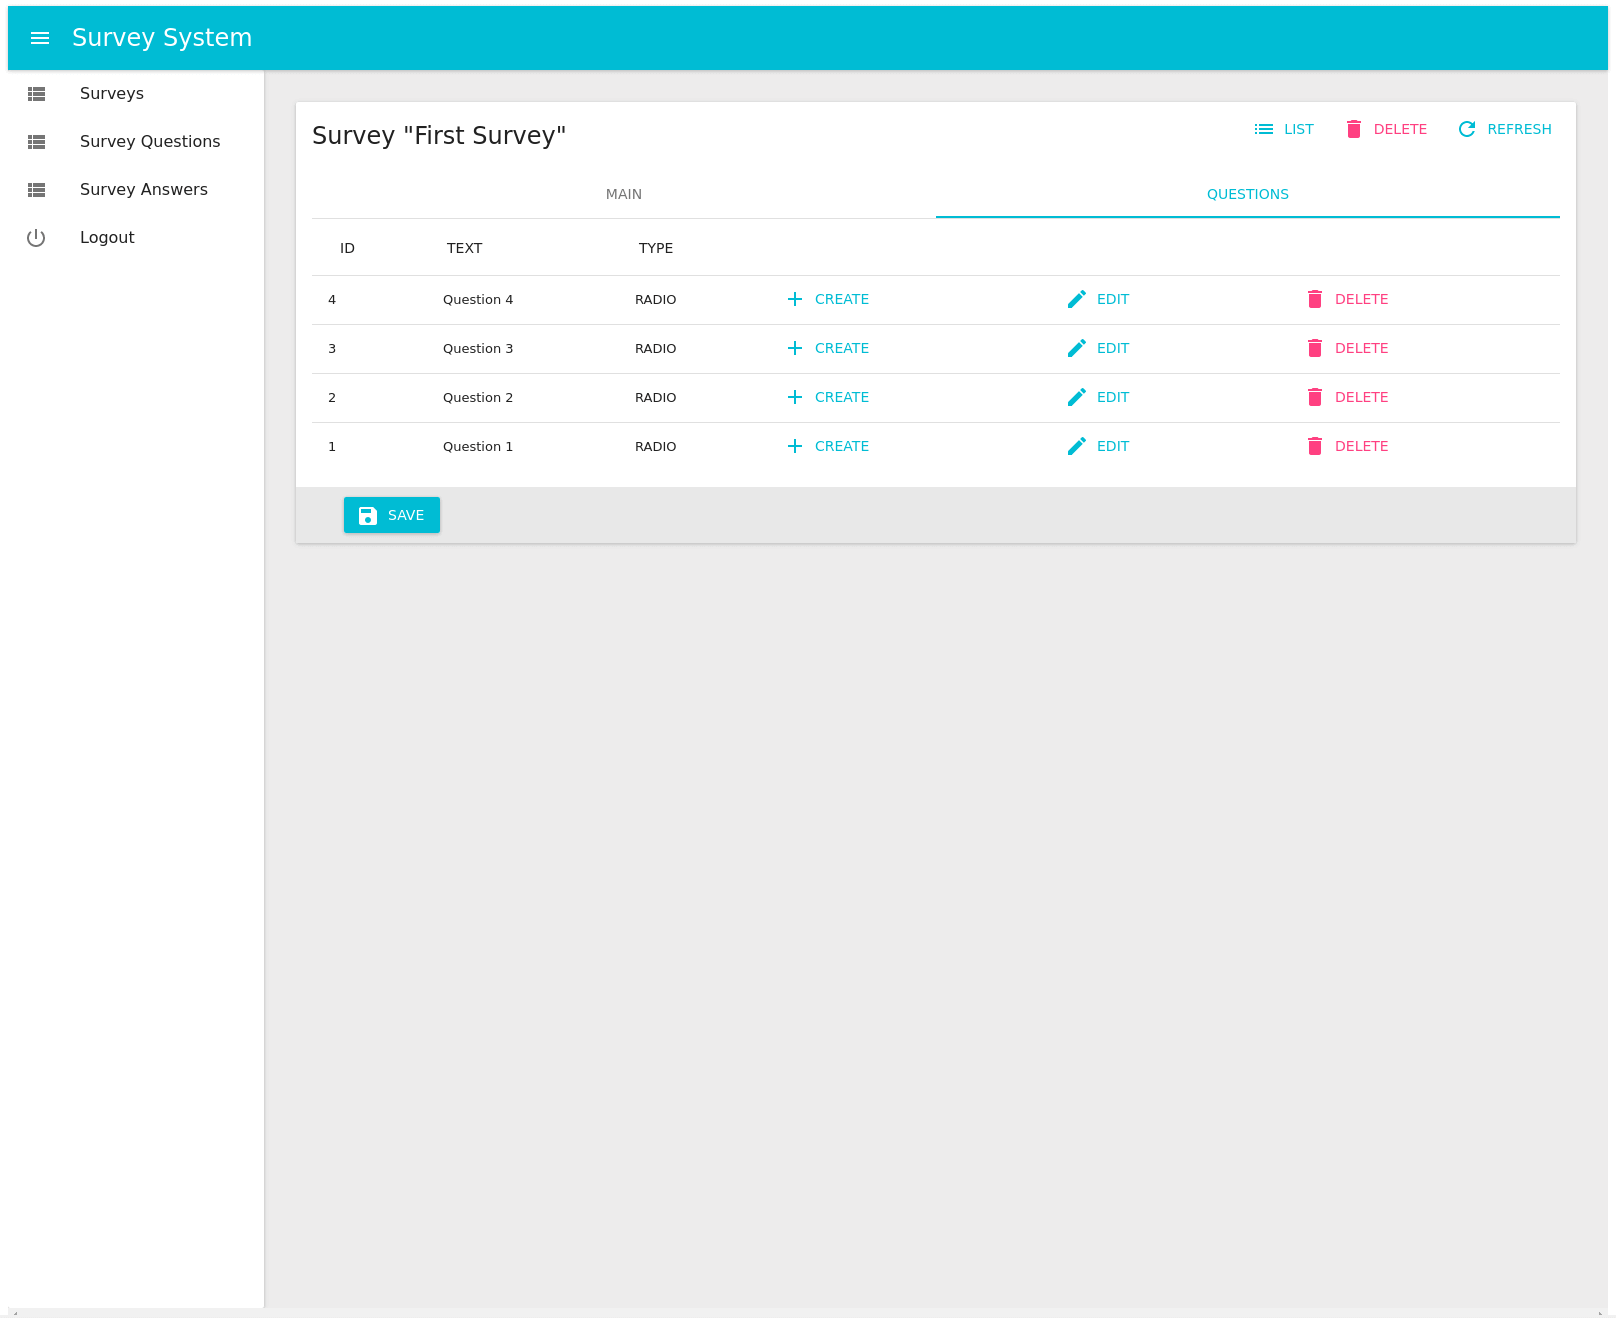 Survey System
Surveys
Survey Questions
Survey Answers
Logout
Survey "First Survey"
LIST DELETE REFRESH
MAIN QUESTIONS
ID TEXT TYPE
4 Question 4 RADIO CREATE EDIT DELETE
3 Question 3 RADIO CREATE EDIT DELETE
2 Question 2 RADIO CREATE EDIT DELETE
1 Question 1 RADIO CREATE EDIT DELETE
SAVE